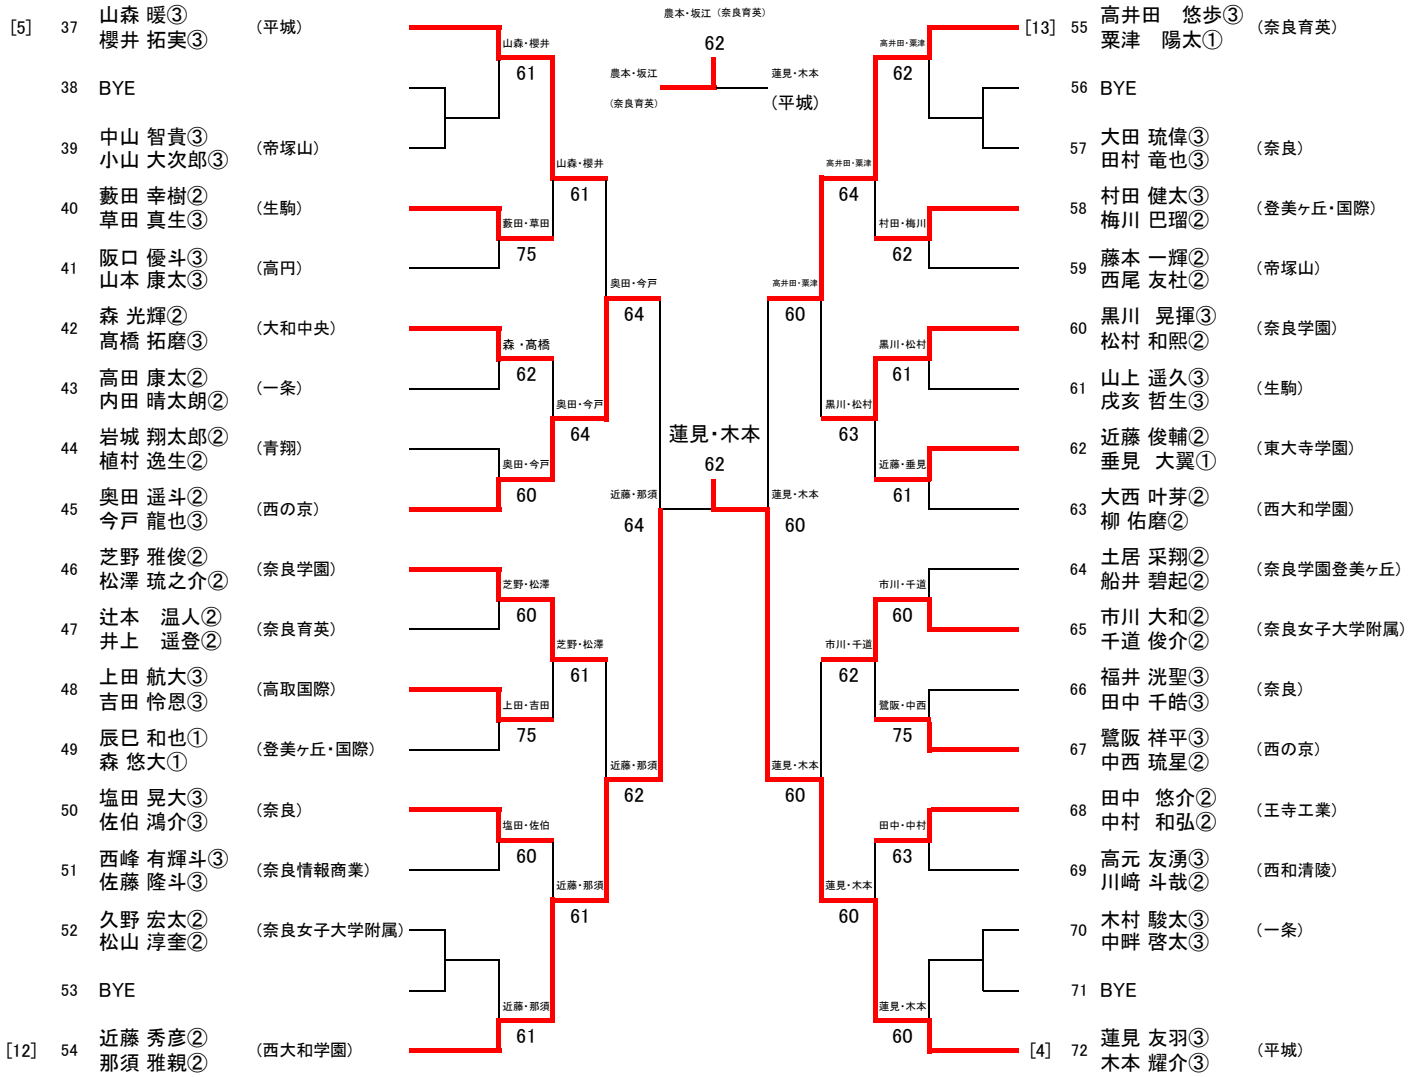 農本・坂江（奈良育英）
62
農本・坂江
（奈良育英）
蓮見・木本
（平城）
[5] 37 山森 暖③
櫻井 拓実③
（平城）
38 BYE
39 中山 智貴③
小山 大次郎③
（帝塚山）
40 藪田 幸樹②
草田 真生③
（生駒）
41 阪口 優斗③
山本 康太③
（高円）
42 森 光輝②
髙橋 拓磨③
（大和中央）
43 高田 康太②
内田 晴太朗②
（一条）
44 岩城 翔太郎②
植村 逸生②
（青翔）
45 奥田 遥斗②
今戸 龍也③
（西の京）
46 芝野 雅俊②
松澤 琉之介②
（奈良学園）
47 辻本　温人②
井上　遥登②
（奈良育英）
48 上田 航大③
吉田 怜恩③
（高取国際）
49 辰巳 和也①
森 悠大①
（登美ヶ丘・国際）
50 塩田 晃大③
佐伯 鴻介③
（奈良）
51 西峰 有輝斗③
佐藤 隆斗③
（奈良情報商業）
52 久野 宏太②
松山 淳奎②
（奈良女子大学附属）
53 BYE
[12] 54 近藤 秀彦②
那須 雅親②
（西大和学園）
山森・櫻井
61
藪田・草田
75
森 ・髙橋
62
奥田・今戸
60
芝野・松澤
60
上田・吉田
75
塩田・佐伯
60
近藤・那須
61
山森・櫻井
61
奥田・今戸
64
芝野・松澤
61
近藤・那須
61
奥田・今戸
64
近藤・那須
62
近藤・那須
64
蓮見・木本
62
蓮見・木本
60
高井田・粟津
60
蓮見・木本
60
高井田・粟津
64
黒川・松村
63
市川・千道
62
蓮見・木本
60
高井田・粟津
62
村田・梅川
62
黒川・松村
61
近藤・垂見
61
市川・千道
60
鷺阪・中西
75
田中・中村
63
蓮見・木本
60
[13] 55 高井田　悠歩③
粟津　陽太①
（奈良育英）
56 BYE
57 大田 琉偉③
田村 竜也③
（奈良）
58 村田 健太③
梅川 巴瑠②
（登美ヶ丘・国際）
59 藤本 一輝②
西尾 友杜②
（帝塚山）
60 黒川　晃揮③
松村 和熙②
（奈良学園）
61 山上 遥久③
戌亥 哲生③
（生駒）
62 近藤 俊輔②
垂見　大翼①
（東大寺学園）
63 大西 叶芽②
柳 佑磨②
（西大和学園）
64 土居 采翔②
船井 碧起②
（奈良学園登美ヶ丘）
65 市川 大和②
千道 俊介②
（奈良女子大学附属）
66 福井 洸聖③
田中 千皓③
（奈良）
67 鷺阪 祥平③
中西 琉星②
（西の京）
68 田中　悠介②
中村　和弘②
（王寺工業）
69 高元 友湧③
川﨑 斗哉②
（西和清陵）
70 木村 駿太③
中畔 啓太③
（一条）
71 BYE
[4] 72 蓮見 友羽③
木本 耀介③
（平城）